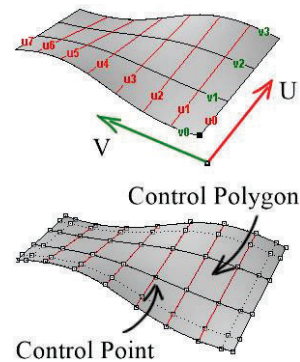 v3
u7
u6
u5
v2
u4
u3
v1
u2
u1
u0
v0
U
V
Control Polygon
Control Point